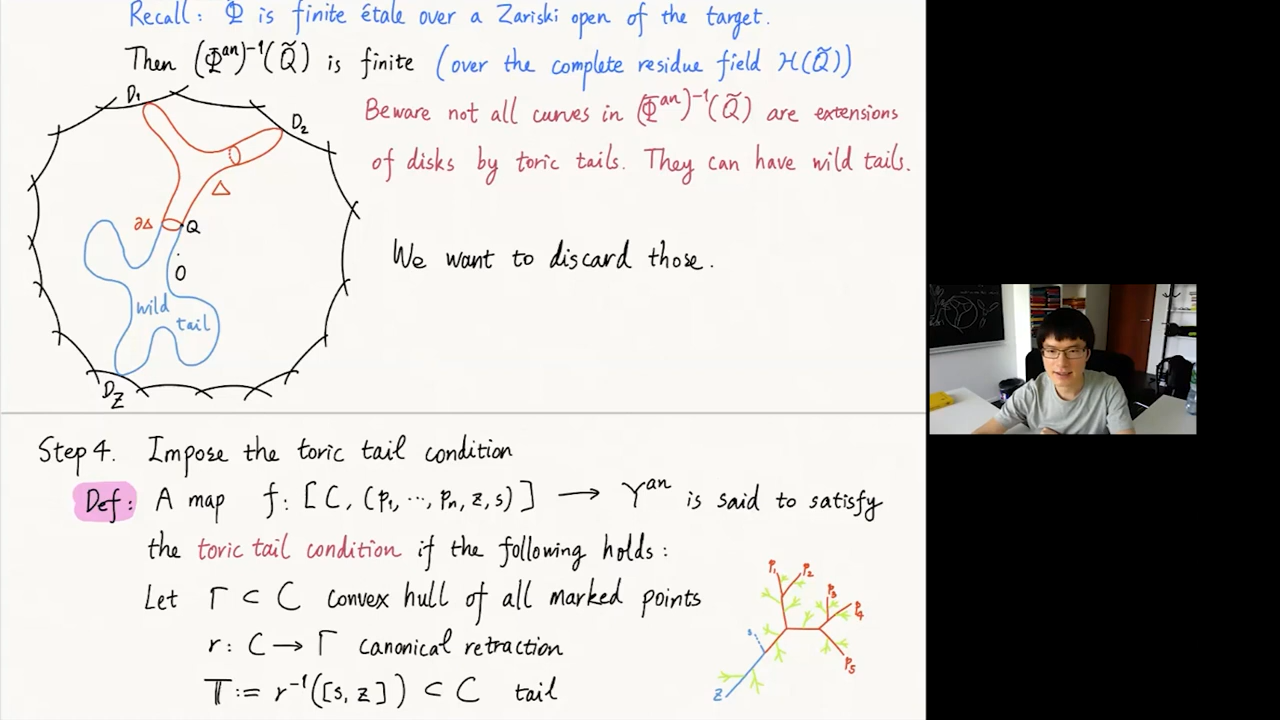 Recall: Φ is finite étale over a Zariski open of the target.
Then (Φ^an)^-1(Q̃) is finite (over the complete residue field H(Q̃))
Beware not all curves in (Φ^an)^-1(Q̃) are extensions
of disks by toric tails. They can have wild tails.
D₁
D₂
Δ
∂Δ
Q
O
wild
tail
D_Z
We want to discard those.
Step 4. Impose the toric tail condition
Def: A map f: [C, (p₁, ⋯, pₙ, z, s)] ⟶ Y^an is said to satisfy
the toric tail condition if the following holds:
Let Γ ⊂ C convex hull of all marked points
r: C → Γ canonical retraction
𝕋 := r^-1([s, z]) ⊂ C tail
p₁
p₂
p₃
p₄
p₅
s
z